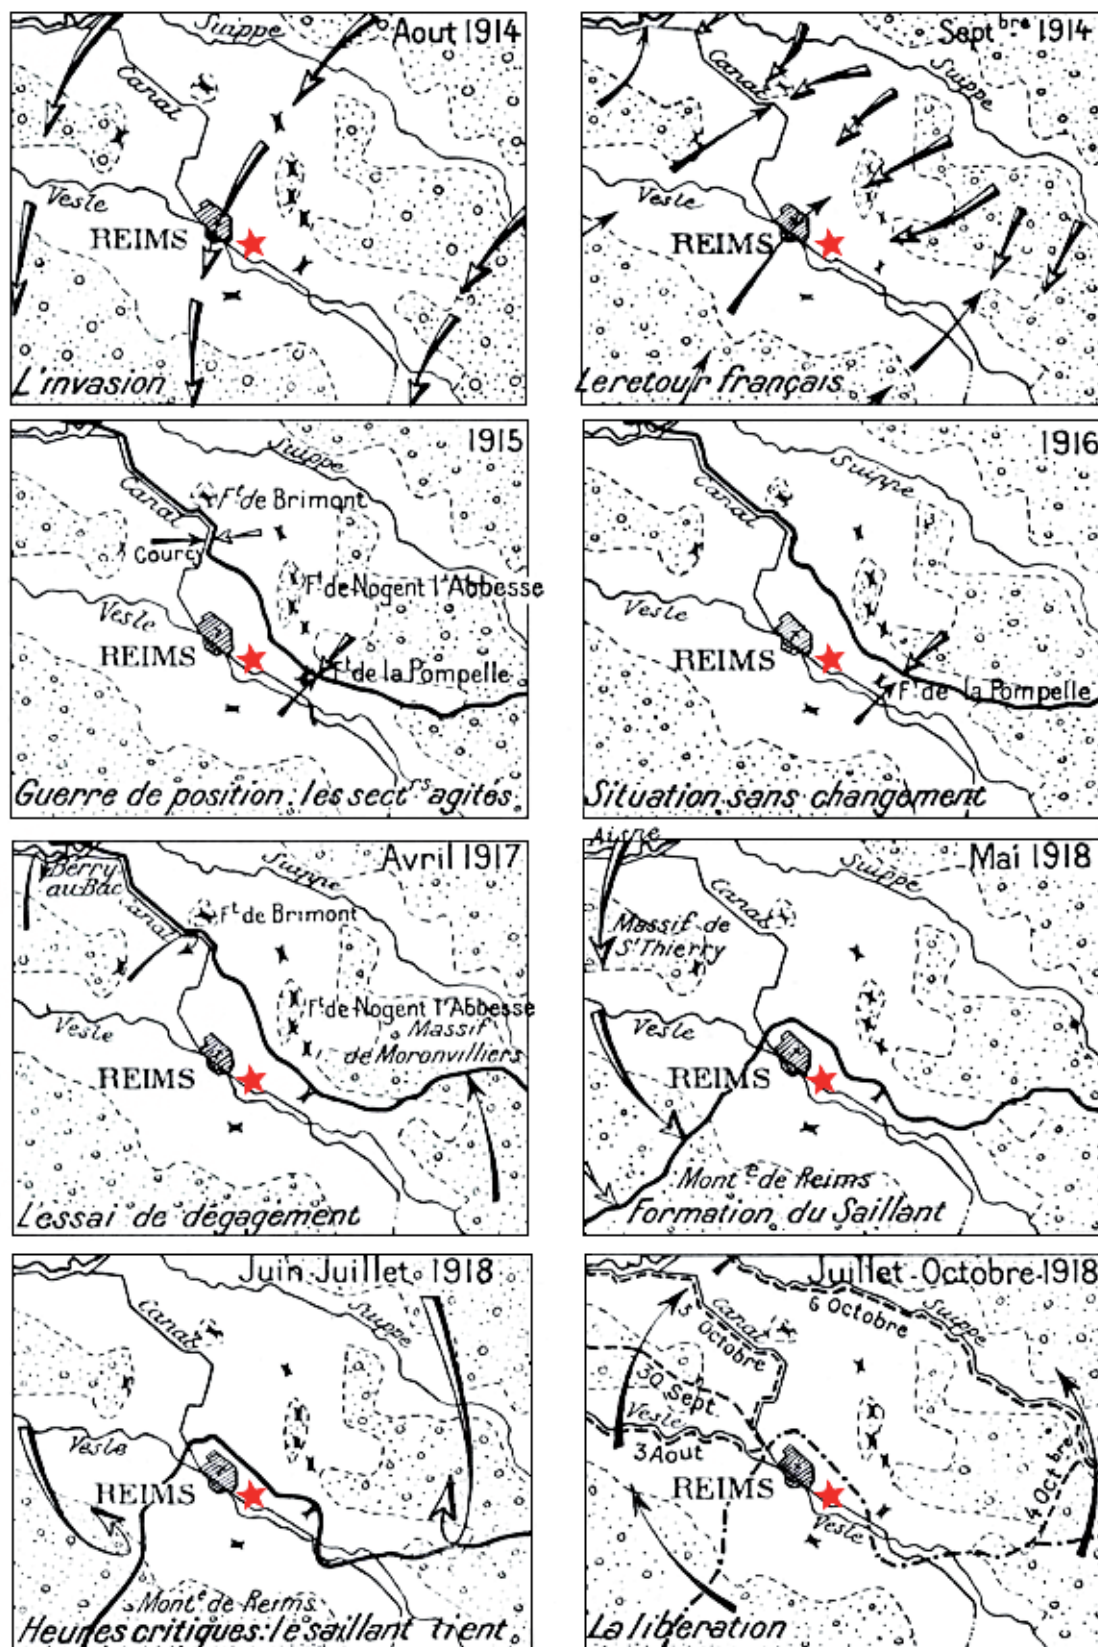 Suippe
Aout 1914
Canal
Vesle
REIMS
L'invasion
Sept bre 1914
Canal
Suippe
Vesle
REIMS
Le retour français
1915
Suippe
Canal
Ft de Brimont
Courcy
Ft de Nogent l'Abbesse
Vesle
REIMS
Ft de la Pompelle
Guerre de position: les sectrs agités
1916
Suippe
Canal
Vesle
REIMS
Ft de la Pompelle
Situation sans changement
Avril 1917
Berry
au Bac
Suippe
Canal
Ft de Brimont
Ft de Nogent l'Abbesse
Vesle
Massif
de Moronvilliers
REIMS
L'essai de dégagement
Aisne
Mai 1918
Suippe
Canal
Massif de
St Thierry
Vesle
REIMS
Monte de Reims
Formation du Saillant
Juin Juillet 1918
Canal
Suippe
Vesle
REIMS
Monte de Reims
Heures critiques: le saillant tient
Juillet-Octobre-1918
Canal
6 Octobre
Suippe
5 Octobre
30 Sept
Vesle
3 Aout
REIMS
4 Octobre
Vesle
La libération